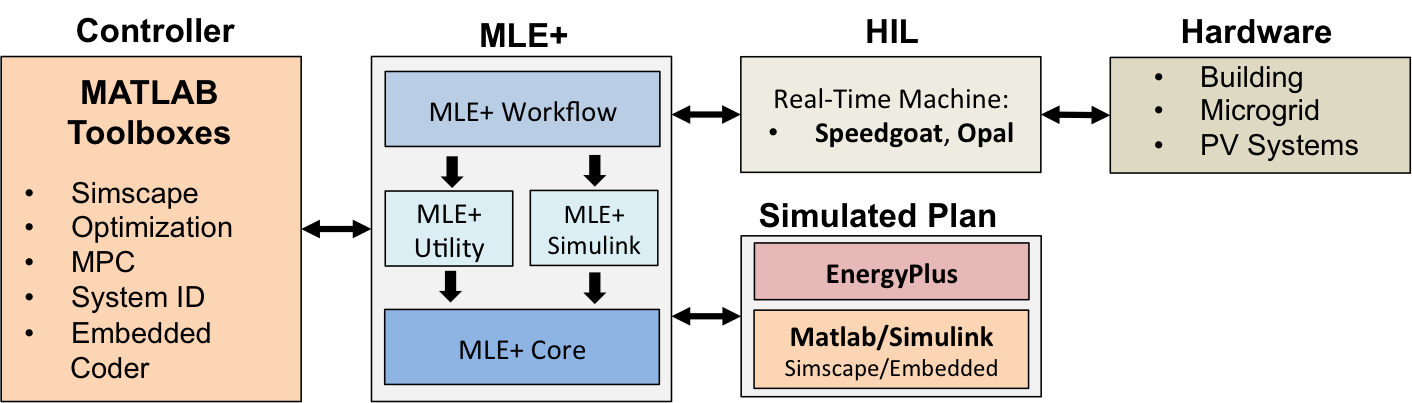 Controller
MATLAB
Toolboxes
• Simscape
• Optimization
• MPC
• System ID
• Embedded
Coder
MLE+
MLE+ Workflow
MLE+
Utility
MLE+
Simulink
MLE+ Core
HIL
Real-Time Machine:
• Speedgoat, Opal
Simulated Plan
EnergyPlus
Matlab/Simulink
Simscape/Embedded
Hardware
• Building
• Microgrid
• PV Systems